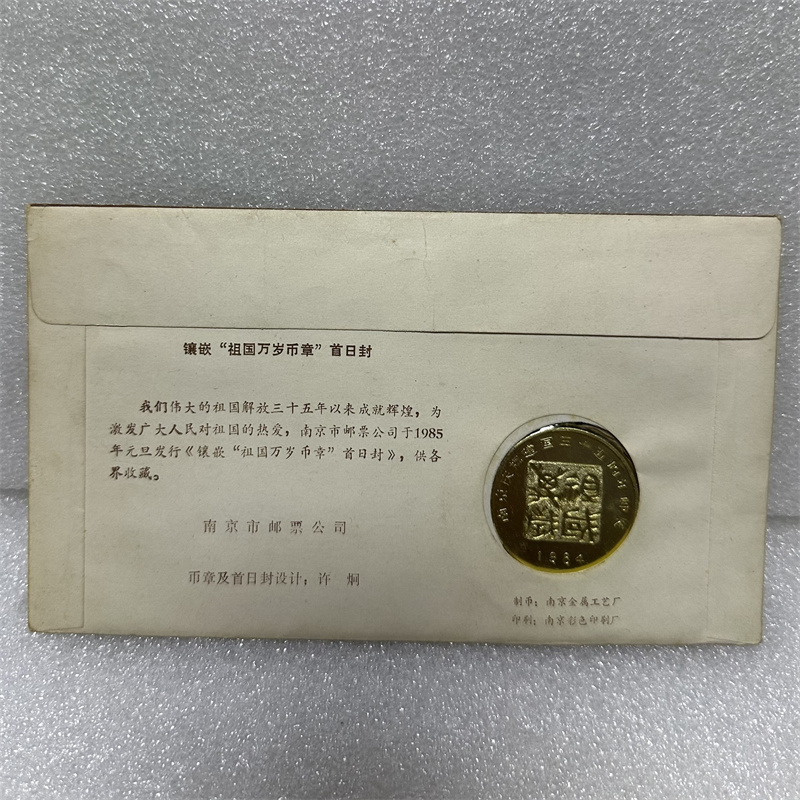 镶嵌“祖国万岁币章”首日封
我们伟大的祖国解放三十五年以来成就辉煌，为
激发广大人民对祖国的热爱，南京市邮票公司于1985
年元旦发行《镶嵌“祖国万岁币章”首日封》，供各
界收藏。
南京市邮票公司
币章及首日封设计：许炯
1984
制币：南京金属工艺厂
印刷：南京彩色印刷厂